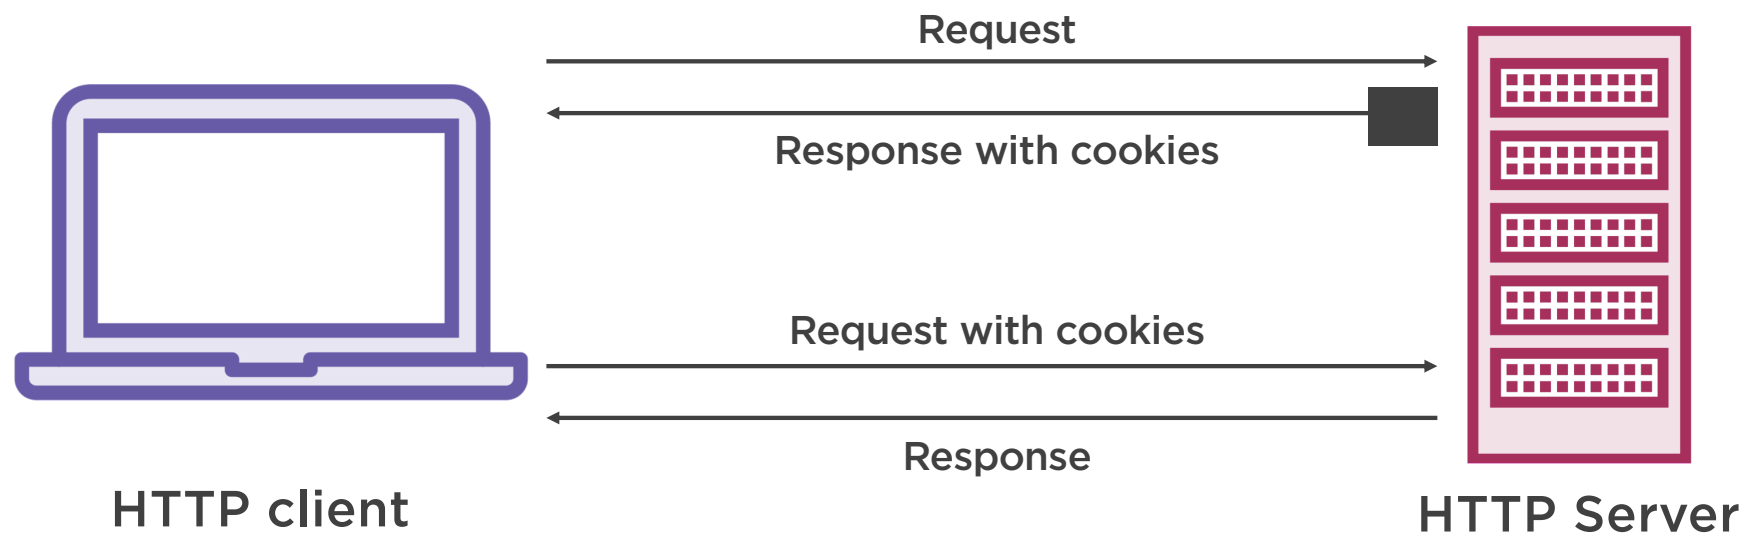 Request
Response with cookies
Request with cookies
Response
HTTP client
HTTP Server